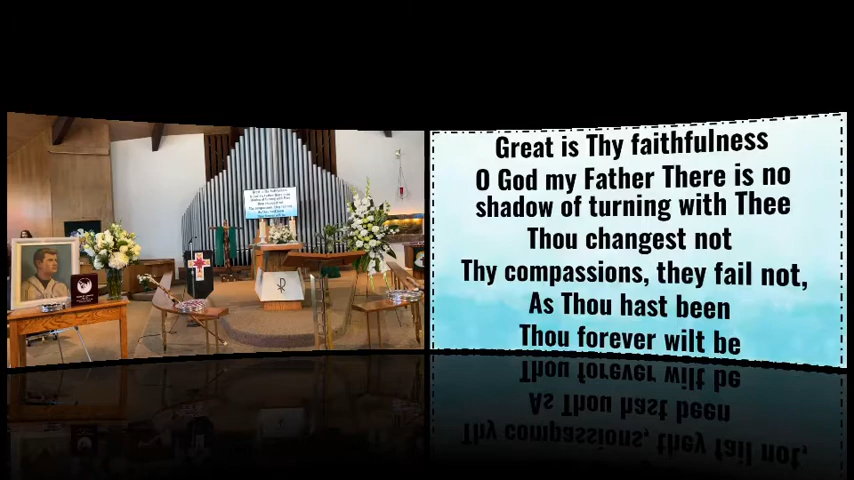 Great is Thy faithfulness
O God my Father There is no
shadow of turning with Thee
Thou changest not
Thy compassions, they fail not,
As Thou hast been
Thou forever wilt be